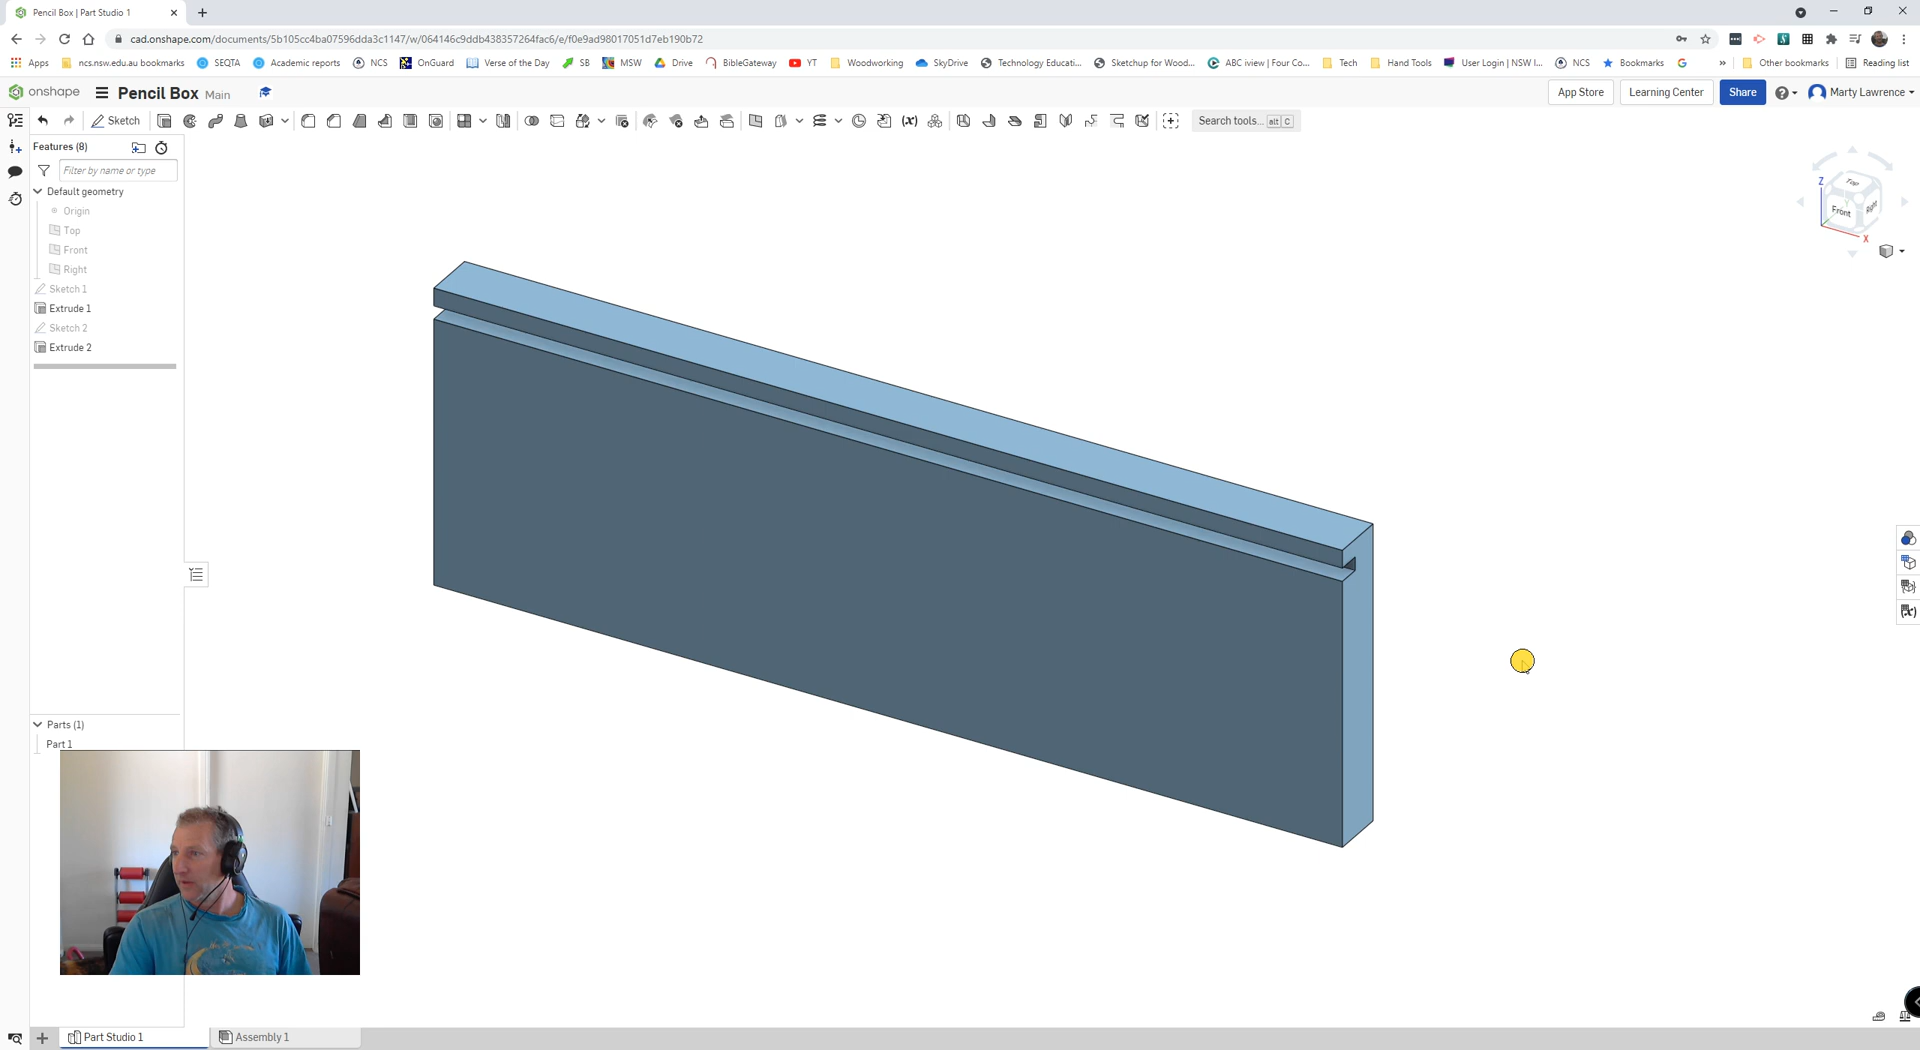 Pencil Box | Part Studio 1
cad.onshape.com/documents/5b105cc4ba07596dda3c1147/w/064146c9ddb438357264fac6/e/f0e9ad98017051d7eb190b72
Apps ncs.nsw.edu.au bookmarks SEQTA Academic reports NCS OnGuard Verse of the Day SB MSW Drive BibleGateway YT Woodworking SkyDrive Technology Educati... Sketchup for Wood... ABC iview | Four Co... Tech Hand Tools User Login | NSW I... NCS Bookmarks » Other bookmarks Reading list
onshape Pencil Box Main App Store Learning Center Share Marty Lawrence
Sketch Search tools... alt C
Features (8)
Filter by name or type
Default geometry
Origin
Top
Front
Right
Sketch 1
Extrude 1
Sketch 2
Extrude 2
Parts (1)
Part 1
Z
Top
Front
Right
X
Part Studio 1
Assembly 1